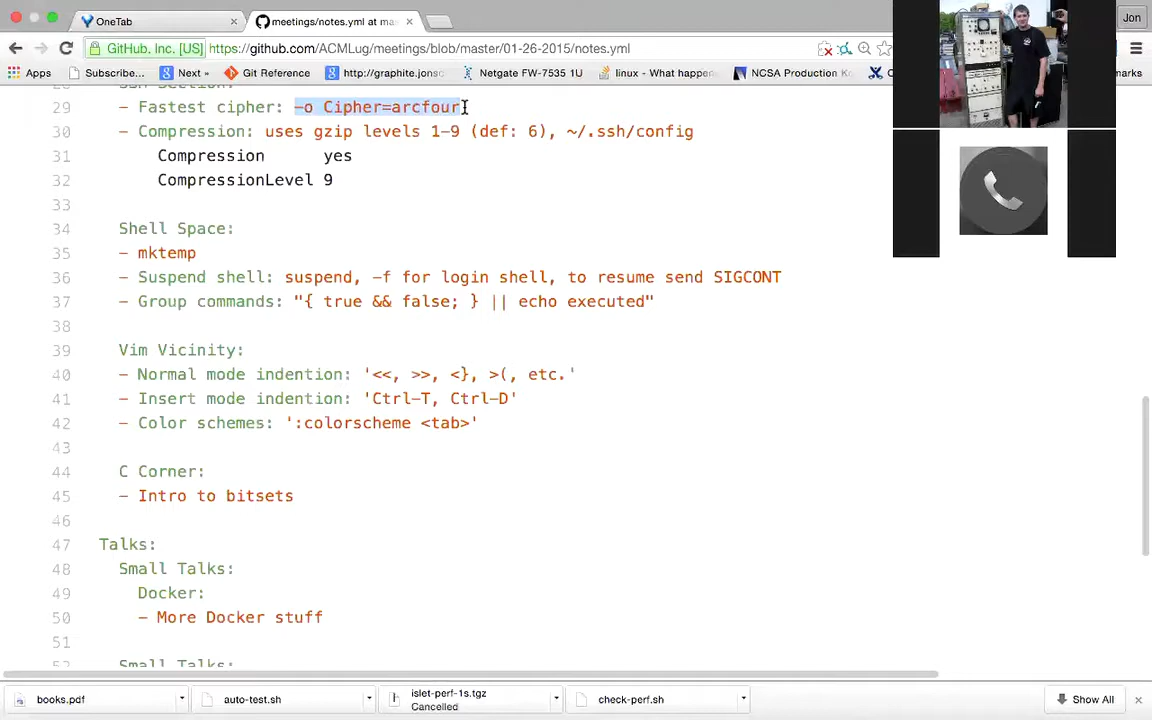 OneTab
meetings/notes.yml at mas
Jon
GitHub, Inc. [US]
https://github.com/ACMLug/meetings/blob/master/01-26-2015/notes.yml
Apps
Subscribe...
Next »
Git Reference
http://graphite.jons
Netgate FW-7535 1U
linux - What happen
NCSA Production
marks
29 - Fastest cipher: -o Cipher=arcfour
30 - Compression: uses gzip levels 1-9 (def: 6), ~/.ssh/config
31 Compression yes
32 CompressionLevel 9
33
34 Shell Space:
35 - mktemp
36 - Suspend shell: suspend, -f for login shell, to resume send SIGCONT
37 - Group commands: "{ true && false; } || echo executed"
38
39 Vim Vicinity:
40 - Normal mode indention: '<<, >>, <}, >(, etc.'
41 - Insert mode indention: 'Ctrl-T, Ctrl-D'
42 - Color schemes: ':colorscheme <tab>'
43
44 C Corner:
45 - Intro to bitsets
46
47 Talks:
48 Small Talks:
49 Docker:
50 - More Docker stuff
51
52 Small Talks:
books.pdf
auto-test.sh
islet-perf-1s.tgz
Cancelled
check-perf.sh
Show All